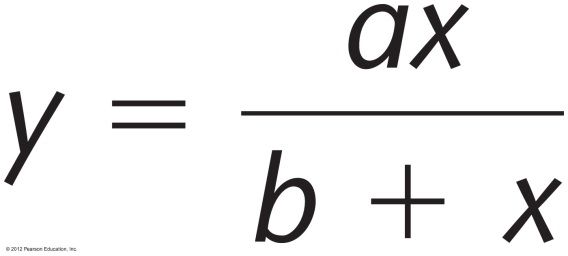 y = ax / b + x
© 2012 Pearson Education, Inc.